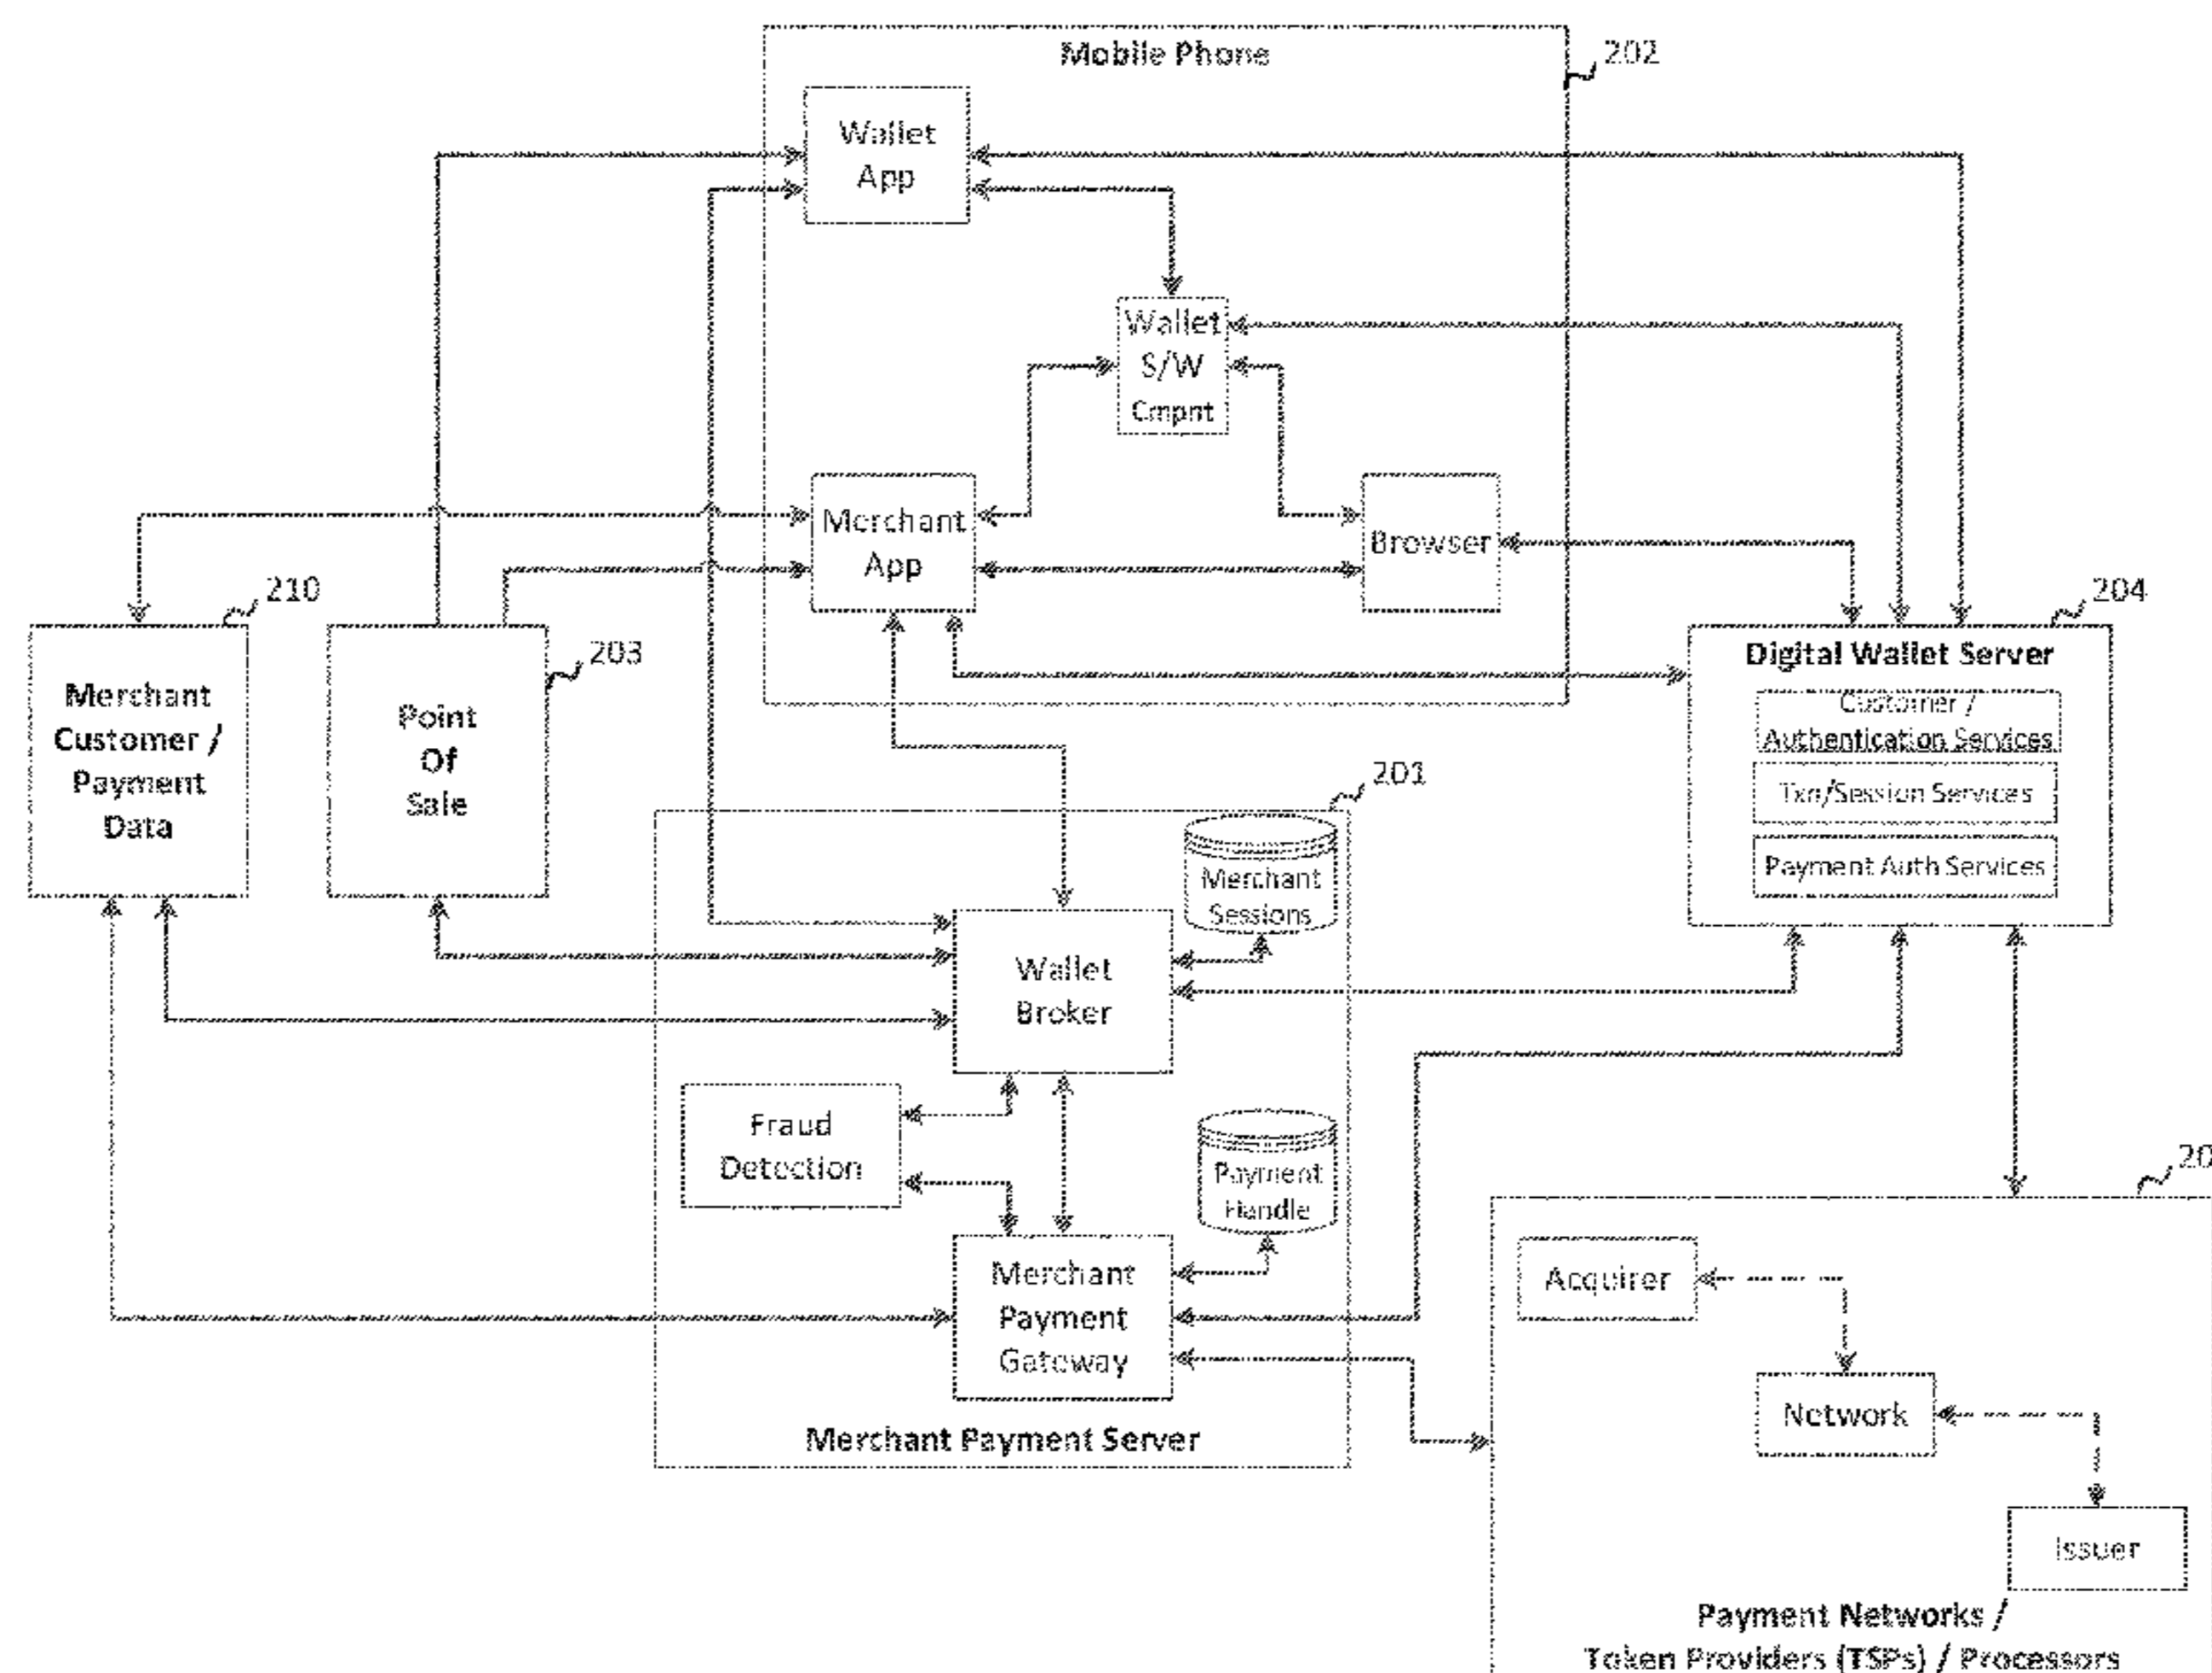 Mobile Phone
202
Wallet
App
Wallet
S/W
Cmpnt
Merchant
App
Browser
210
Merchant
Customer /
Payment
Data
203
Point
Of
Sale
204
Digital Wallet Server
Customer /
Authentication Services
Txn/Session Services
Payment Auth Services
201
Merchant
Sessions
Wallet
Broker
Fraud
Detection
Payment
Handle
Merchant
Payment
Gateway
Merchant Payment Server
Acquirer
Network
Issuer
Payment Networks /
Token Providers (TSPs) / Processors